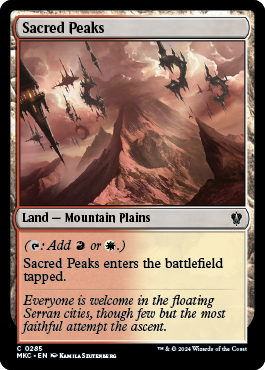 Sacred Peaks
Land — Mountain Plains
(: Add or .)
Sacred Peaks enters the battlefield
tapped.
Everyone is welcome in the floating
Serran cities, though few but the most
faithful attempt the ascent.
C 0285
MKC • EN Kamila Szutenberg
™ & © 2024 Wizards of the Coast